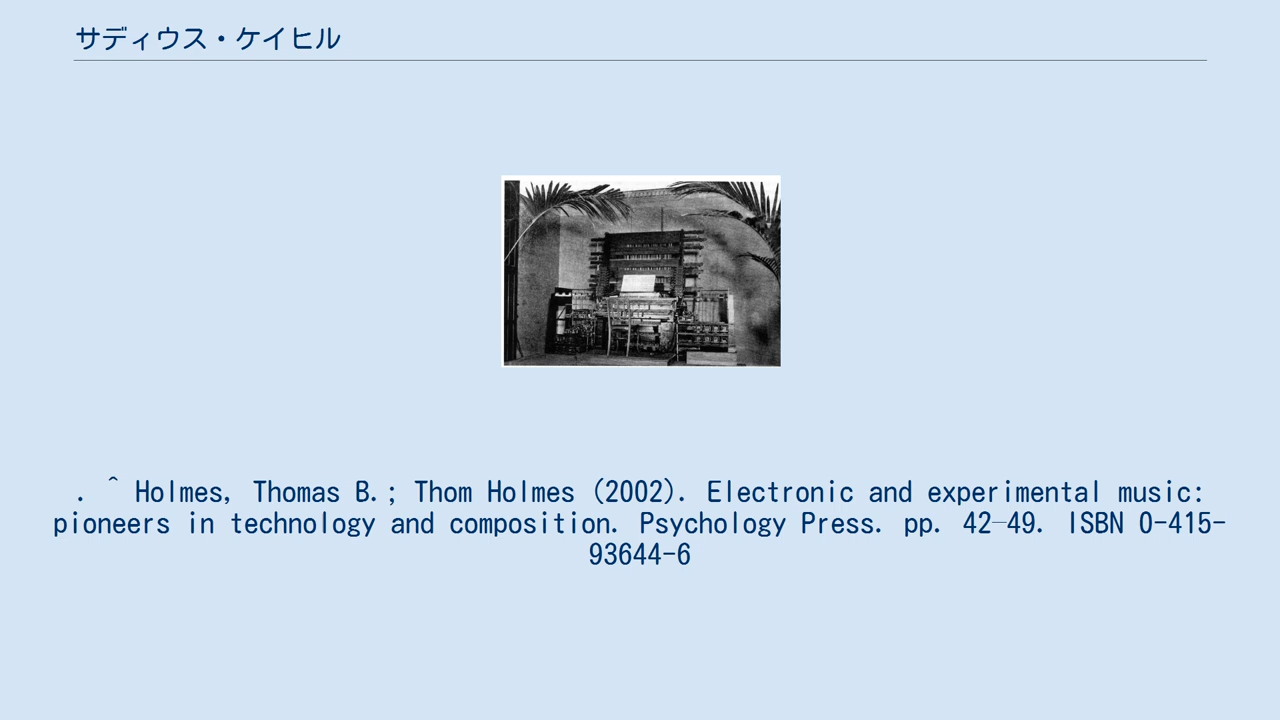 サディウス・ケイヒル
. ^ Holmes, Thomas B.; Thom Holmes (2002). Electronic and experimental music:
pioneers in technology and composition. Psychology Press. pp. 42–49. ISBN 0-415-
93644-6